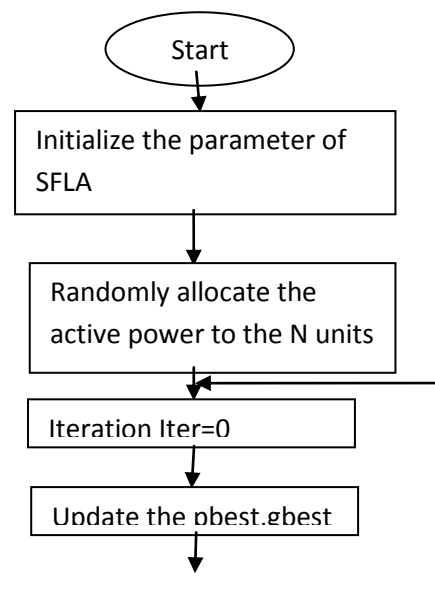 Start
Initialize the parameter of
SFLA
Randomly allocate the
active power to the N units
Iteration Iter=0
Update the pbest,gbest